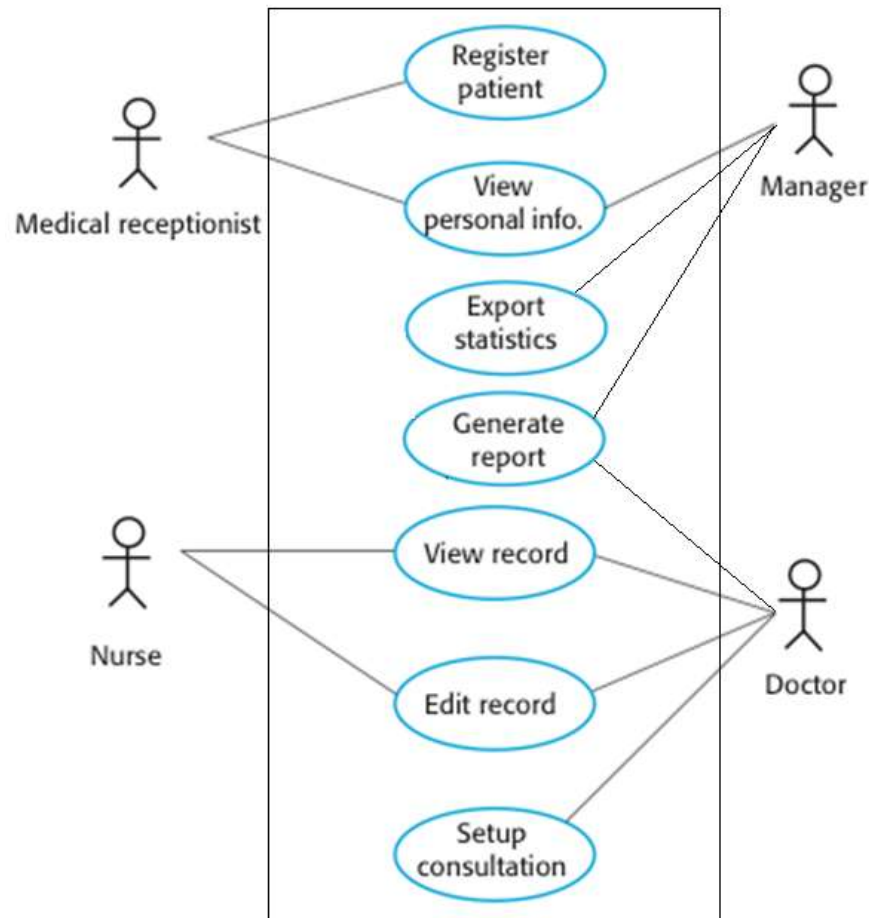 Register
patient
Medical receptionist
View
personal info.
Manager
Export
statistics
Generate
report
View record
Nurse
Edit record
Doctor
Setup
consultation